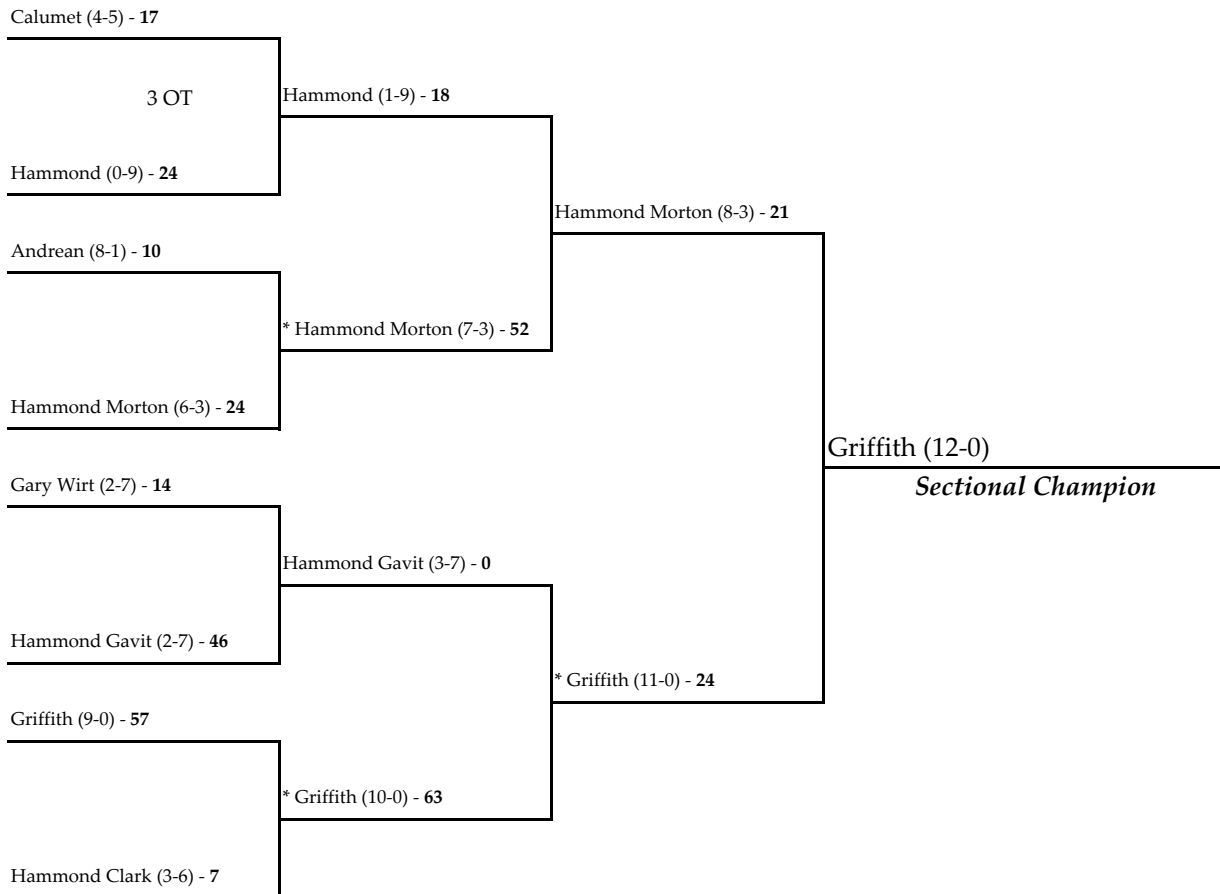 Calumet (4-5) - 17
3 OT
Hammond (1-9) - 18
Hammond (0-9) - 24
Hammond Morton (8-3) - 21
Andrean (8-1) - 10
* Hammond Morton (7-3) - 52
Hammond Morton (6-3) - 24
Griffith (12-0)
Sectional Champion
Gary Wirt (2-7) - 14
Hammond Gavit (3-7) - 0
Hammond Gavit (2-7) - 46
* Griffith (11-0) - 24
Griffith (9-0) - 57
* Griffith (10-0) - 63
Hammond Clark (3-6) - 7